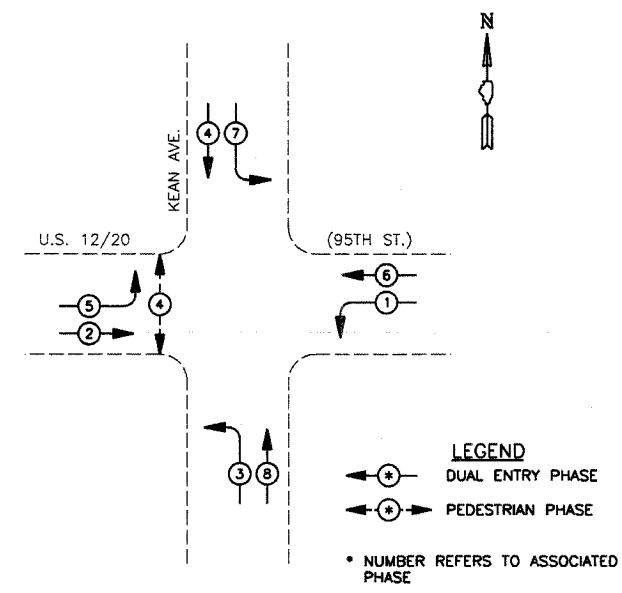 N
KEAN AVE.
4 7
U.S. 12/20
(95TH ST.)
6
5 4 1
2
3 8
LEGEND
* DUAL ENTRY PHASE
* PEDESTRIAN PHASE
* NUMBER REFERS TO ASSOCIATED
PHASE